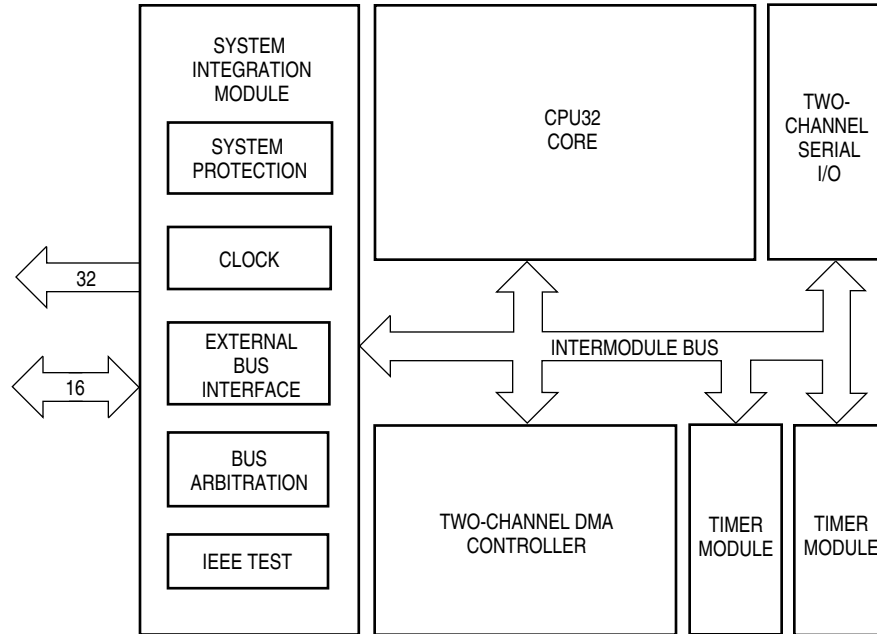 SYSTEM
INTEGRATION
MODULE
SYSTEM
PROTECTION
CLOCK
EXTERNAL
BUS
INTERFACE
BUS
ARBITRATION
IEEE TEST
32
16
CPU32
CORE
TWO-
CHANNEL
SERIAL
I/O
INTERMODULE BUS
TWO-CHANNEL DMA
CONTROLLER
TIMER
MODULE
TIMER
MODULE